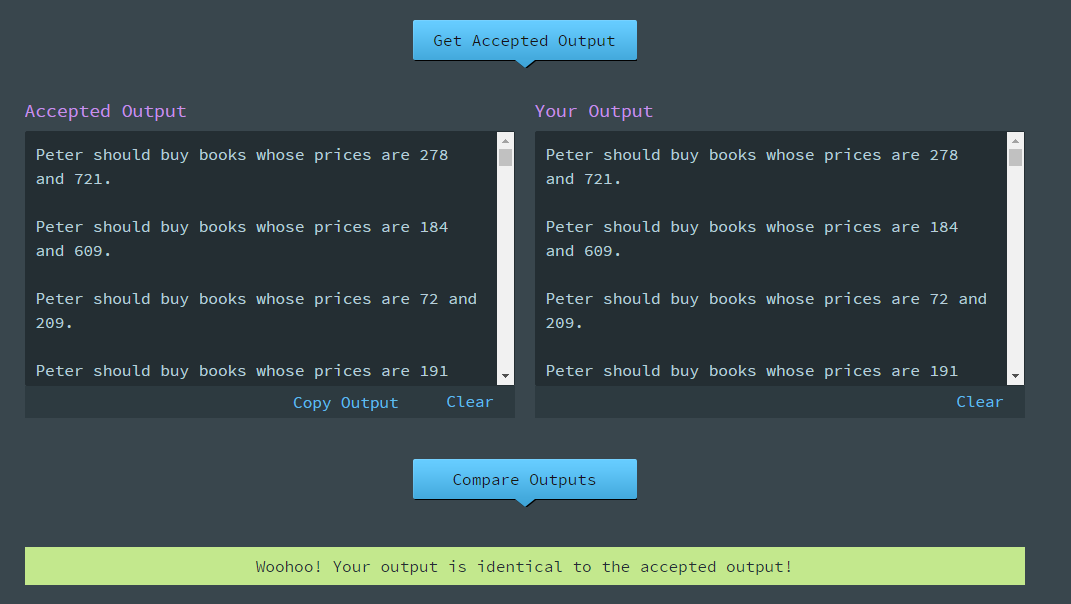 Get Accepted Output
Accepted Output
Peter should buy books whose prices are 278
and 721.
Peter should buy books whose prices are 184
and 609.
Peter should buy books whose prices are 72 and
209.
Peter should buy books whose prices are 191
Copy Output
Clear
Your Output
Peter should buy books whose prices are 278
and 721.
Peter should buy books whose prices are 184
and 609.
Peter should buy books whose prices are 72 and
209.
Peter should buy books whose prices are 191
Clear
Compare Outputs
Woohoo! Your output is identical to the accepted output!